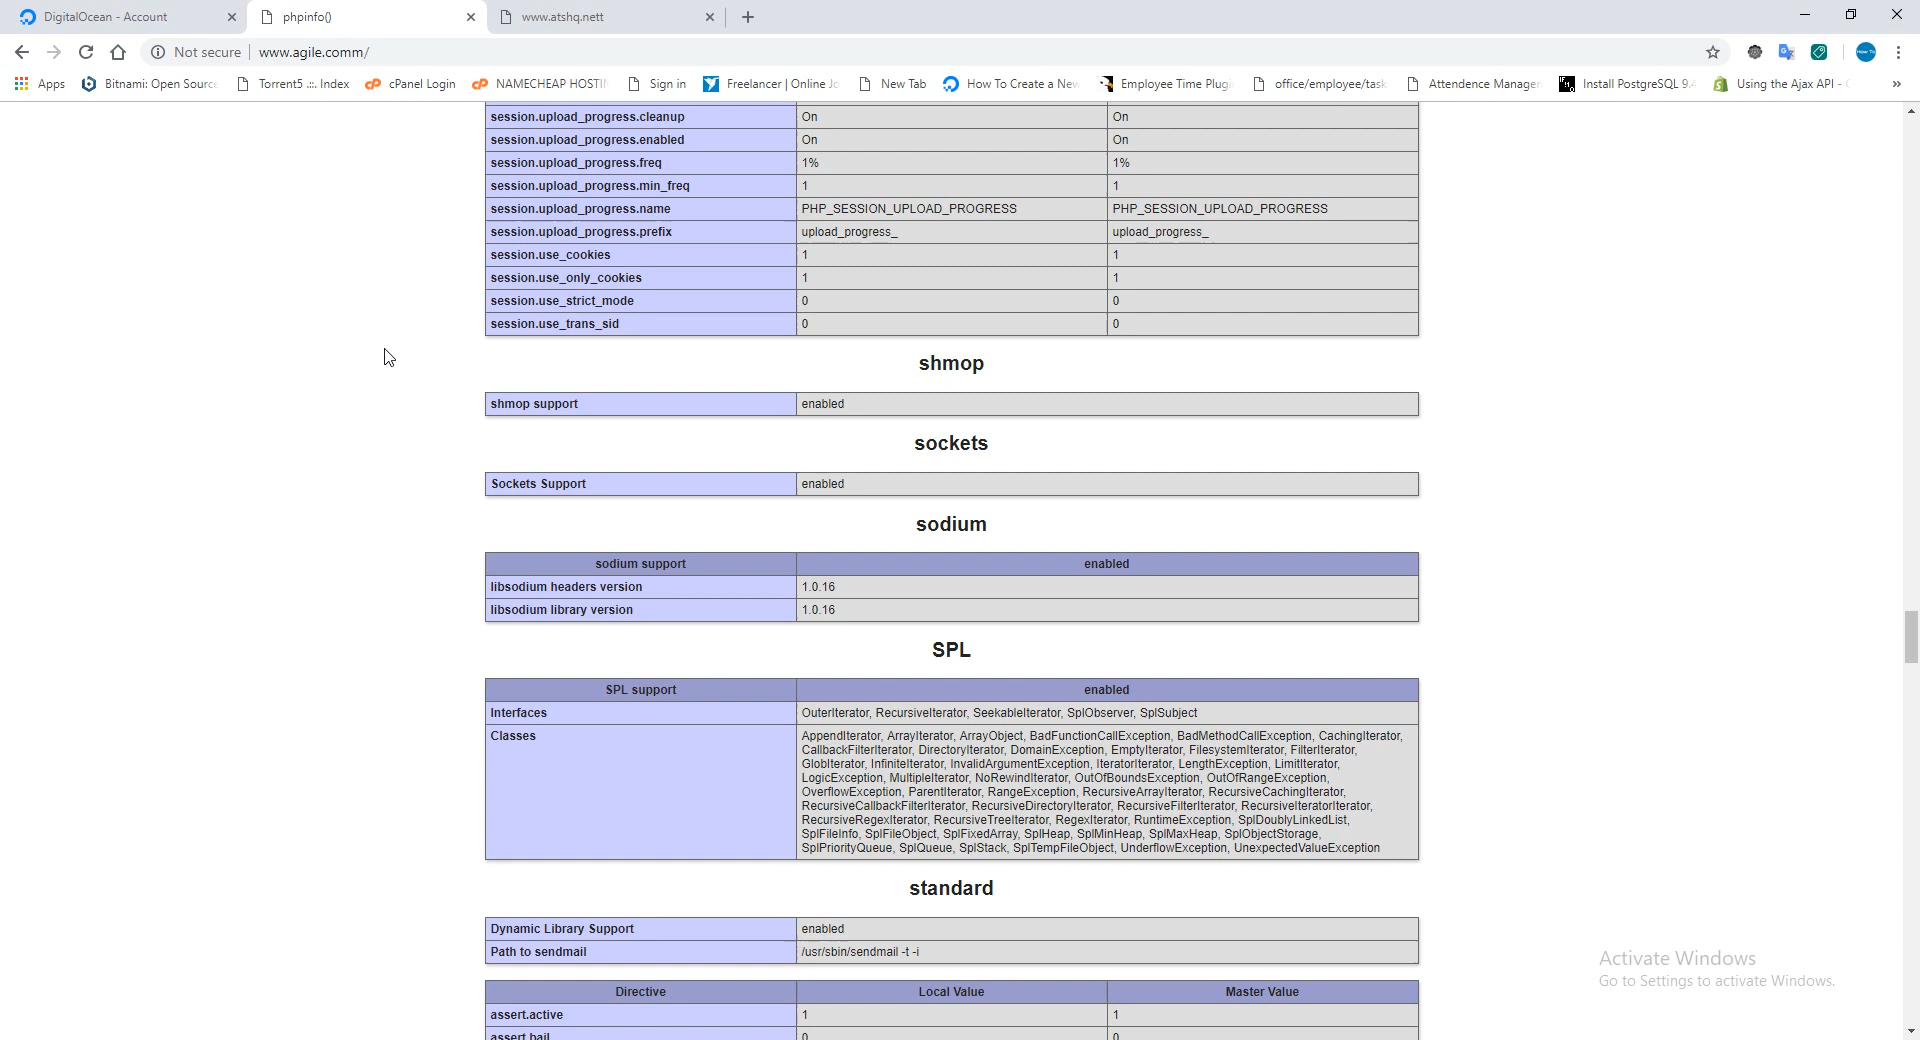 DigitalOcean - Account
phpinfo()
www.atshq.nett
Not secure
www.agile.comm/
Apps
Bitnami: Open Source
Torrent5 .::. Index
cPanel Login
NAMECHEAP HOSTIN
Sign in
Freelancer | Online Jo
New Tab
How To Create a New
Employee Time Plugi
office/employee/task
Attendence Manager
Install PostgreSQL 9.4
Using the Ajax API -
session.upload_progress.cleanup On On
session.upload_progress.enabled On On
session.upload_progress.freq 1% 1%
session.upload_progress.min_freq 1 1
session.upload_progress.name PHP_SESSION_UPLOAD_PROGRESS PHP_SESSION_UPLOAD_PROGRESS
session.upload_progress.prefix upload_progress_ upload_progress_
session.use_cookies 1 1
session.use_only_cookies 1 1
session.use_strict_mode 0 0
session.use_trans_sid 0 0
shmop
shmop support enabled
sockets
Sockets Support enabled
sodium
sodium support enabled
libsodium headers version 1.0.16
libsodium library version 1.0.16
SPL
SPL support enabled
Interfaces OuterIterator, RecursiveIterator, SeekableIterator, SplObserver, SplSubject
Classes AppendIterator, ArrayIterator, ArrayObject, BadFunctionCallException, BadMethodCallException, CachingIterator,
CallbackFilterIterator, DirectoryIterator, DomainException, EmptyIterator, FilesystemIterator, FilterIterator,
GlobIterator, InfiniteIterator, InvalidArgumentException, IteratorIterator, LengthException, LimitIterator,
LogicException, MultipleIterator, NoRewindIterator, OutOfBoundsException, OutOfRangeException,
OverflowException, ParentIterator, RangeException, RecursiveArrayIterator, RecursiveCachingIterator,
RecursiveCallbackFilterIterator, RecursiveDirectoryIterator, RecursiveFilterIterator, RecursiveIteratorIterator,
RecursiveRegexIterator, RecursiveTreeIterator, RegexIterator, RuntimeException, SplDoublyLinkedList,
SplFileInfo, SplFileObject, SplFixedArray, SplHeap, SplMinHeap, SplMaxHeap, SplObjectStorage,
SplPriorityQueue, SplQueue, SplStack, SplTempFileObject, UnderflowException, UnexpectedValueException
standard
Dynamic Library Support enabled
Path to sendmail /usr/sbin/sendmail -t -i
Directive Local Value Master Value
assert.active 1 1
assert.bail 0 0
Activate Windows
Go to Settings to activate Windows.